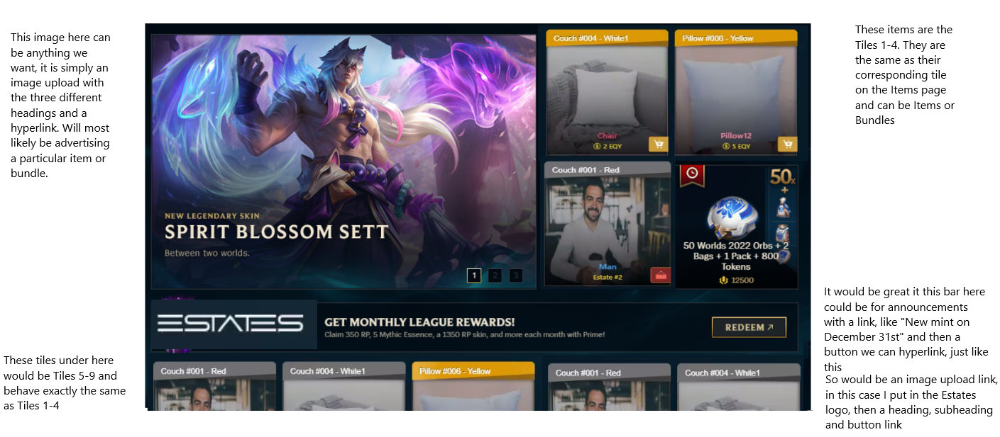 This image here can
be anything we
want, it is simply an
image upload with
the three different
headings and a
hyperlink. Will most
likely be advertising
a particular item or
bundle.
Couch #004 - White1
Chair
2 EQY
Pillow #006 - Yellow
Pillow12
5 EQY
These items are the
Tiles 1-4. They are
the same as their
corresponding tile
on the Items page
and can be Items or
Bundles
NEW LEGENDARY SKIN
SPIRIT BLOSSOM SETT
Between two worlds.
1 2 3
Couch #001 - Red
Man
Estate #2
SOLD
50x
+
50 Worlds 2022 Orbs + 2
Bags + 1 Pack + 800
Tokens
12500
ESTATES
GET MONTHLY LEAGUE REWARDS!
Claim 350 RP, 5 Mythic Essence, a 1350 RP skin, and more each month with Prime!
REDEEM
It would be great it this bar here
could be for announcements
with a link, like "New mint on
December 31st" and then a
button we can hyperlink, just like
this
So would be an image upload link,
in this case I put in the Estates
logo, then a heading, subheading
and button link
These tiles under here
would be Tiles 5-9 and
behave exactly the same
as Tiles 1-4
Couch #001 - Red
Couch #004 - White1
Pillow #006 - Yellow
Couch #001 - Red
Couch #004 - White1